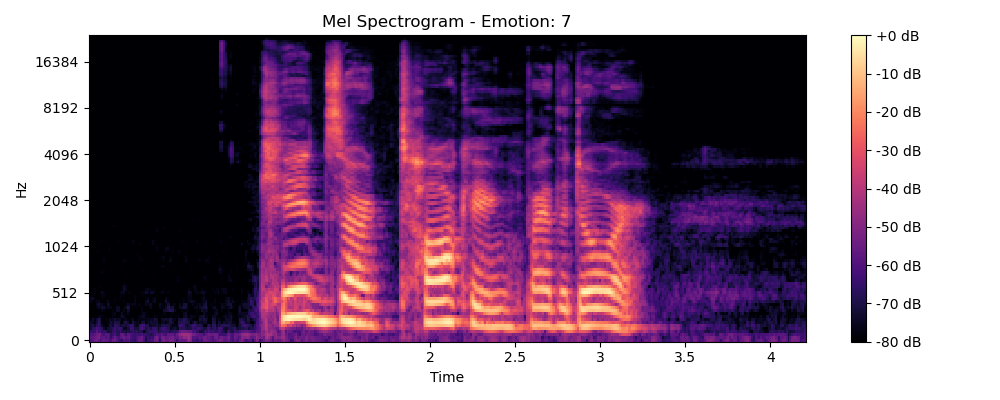 Mel Spectrogram - Emotion: 7
Hz
16384
8192
4096
2048
1024
512
0
0 0.5 1 1.5 2 2.5 3 3.5 4
Time
+0 dB
-10 dB
-20 dB
-30 dB
-40 dB
-50 dB
-60 dB
-70 dB
-80 dB